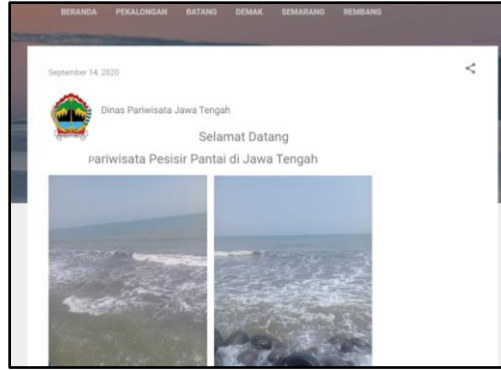 BERANDA PEKALONGAN BATANG DEMAK SEMARANG REMBANG
September 14, 2020
Dinas Pariwisata Jawa Tengah
Selamat Datang
Pariwisata Pesisir Pantai di Jawa Tengah